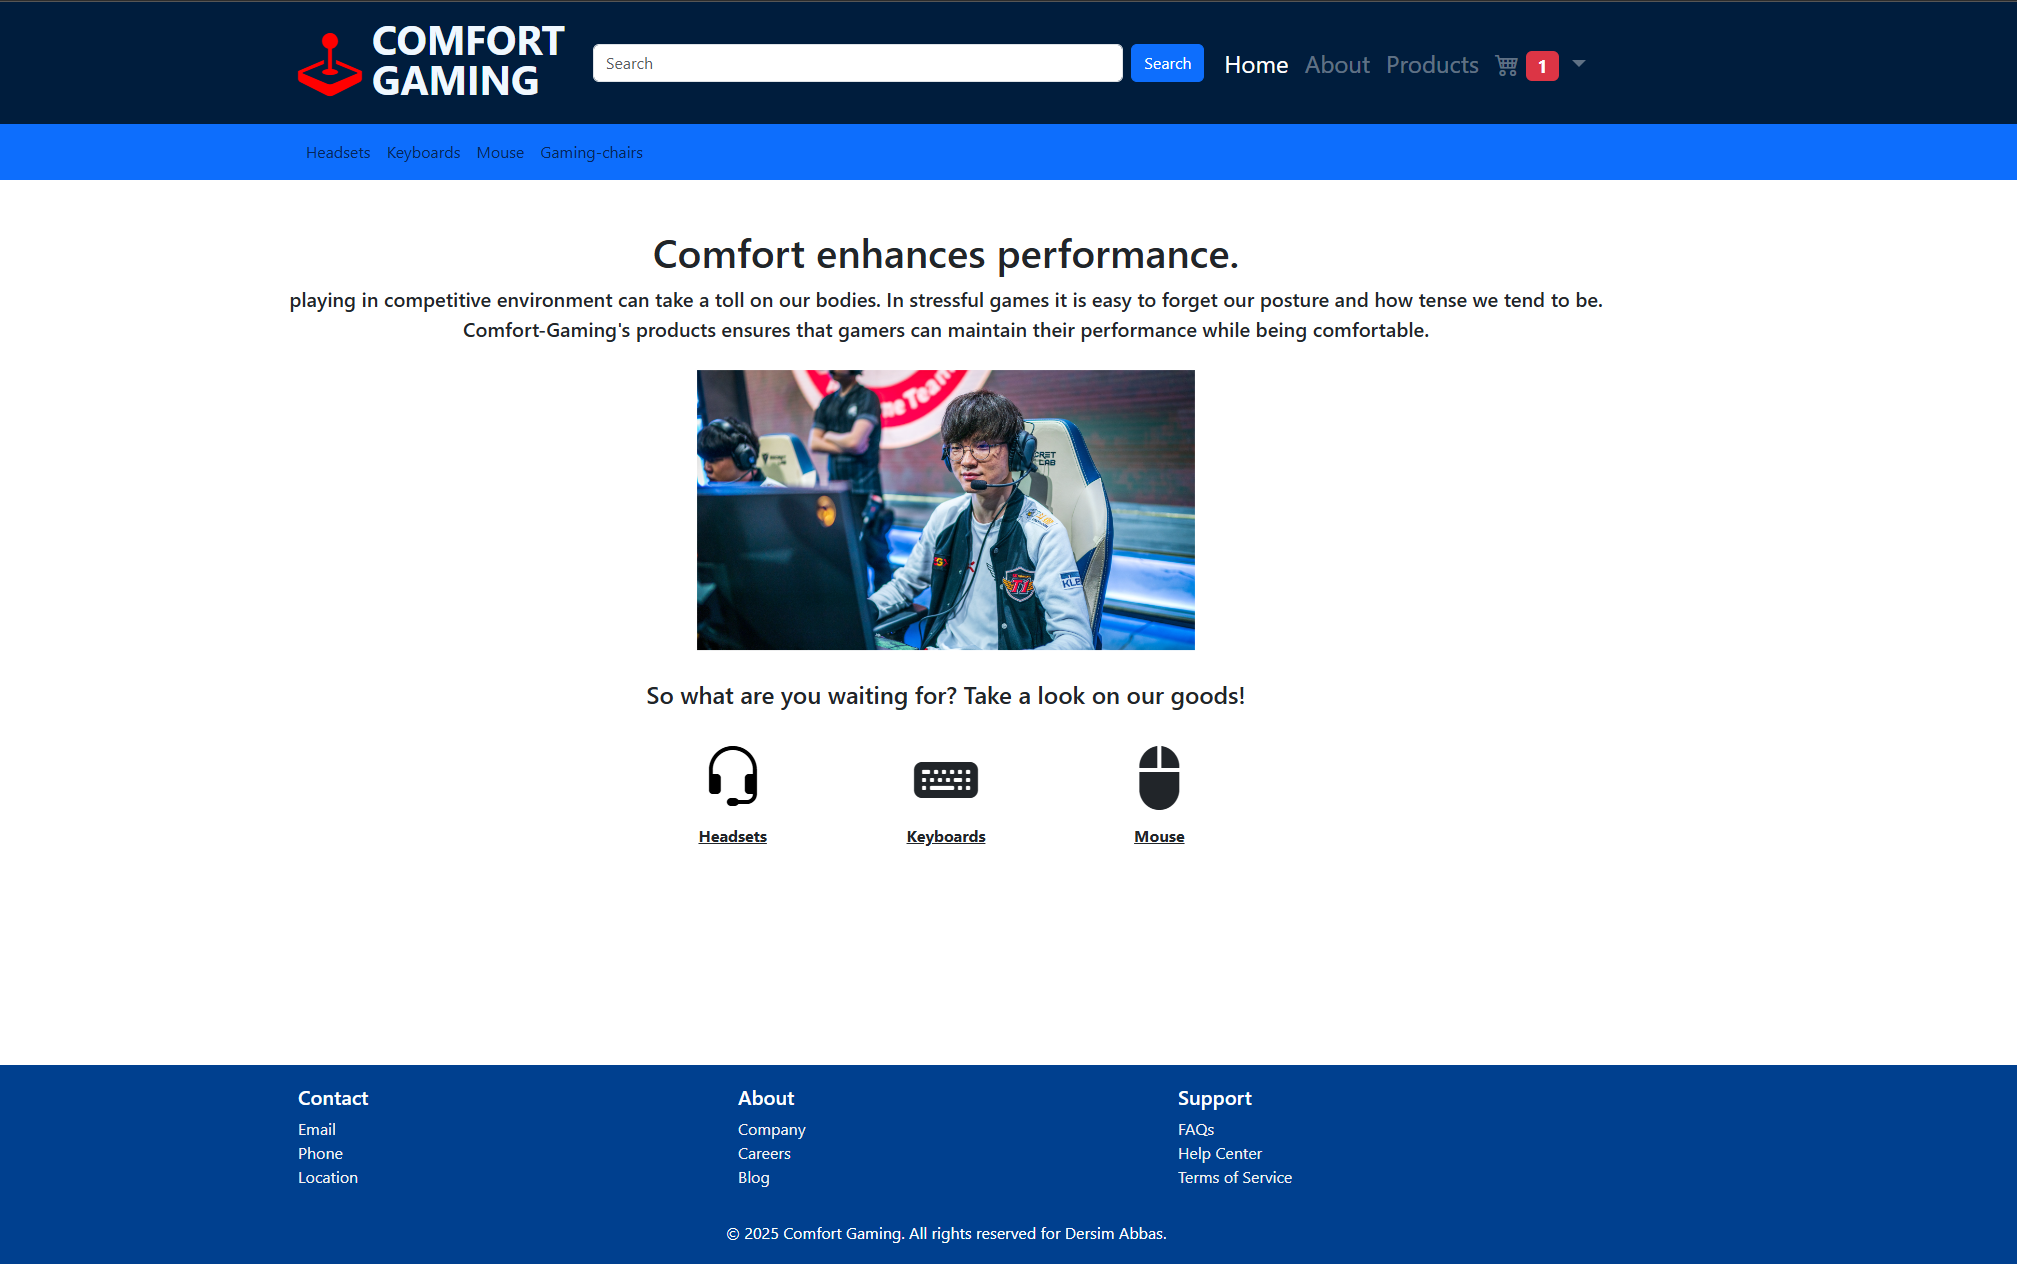 COMFORT
GAMING
Search
Search
Home
About
Products
1
Headsets
Keyboards
Mouse
Gaming-chairs
Comfort enhances performance.
playing in competitive environment can take a toll on our bodies. In stressful games it is easy to forget our posture and how tense we tend to be.
Comfort-Gaming's products ensures that gamers can maintain their performance while being comfortable.
So what are you waiting for? Take a look on our goods!
Headsets
Keyboards
Mouse
Contact
Email
Phone
Location
About
Company
Careers
Blog
Support
FAQs
Help Center
Terms of Service
© 2025 Comfort Gaming. All rights reserved for Dersim Abbas.